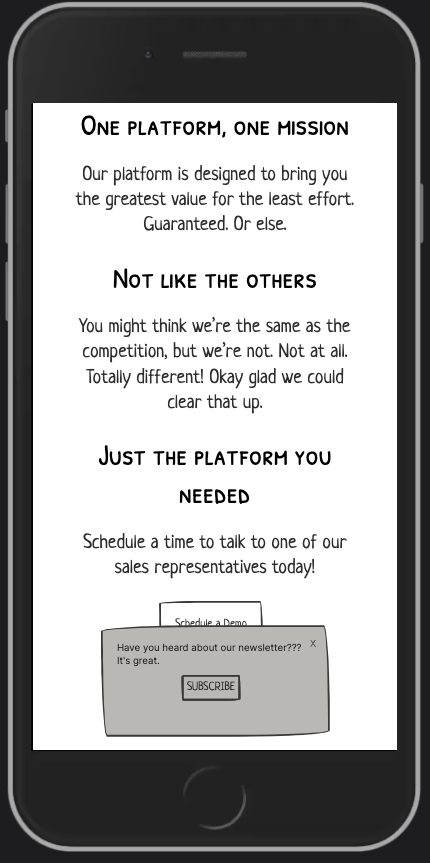 One platform, one mission
Our platform is designed to bring you
the greatest value for the least effort.
Guaranteed. Or else.
Not like the others
You might think we’re the same as the
competition, but we’re not. Not at all.
Totally different! Okay glad we could
clear that up.
Just the platform you
needed
Schedule a time to talk to one of our
sales representatives today!
Schedule a Demo
Have you heard about our newsletter???
X
It's great.
SUBSCRIBE